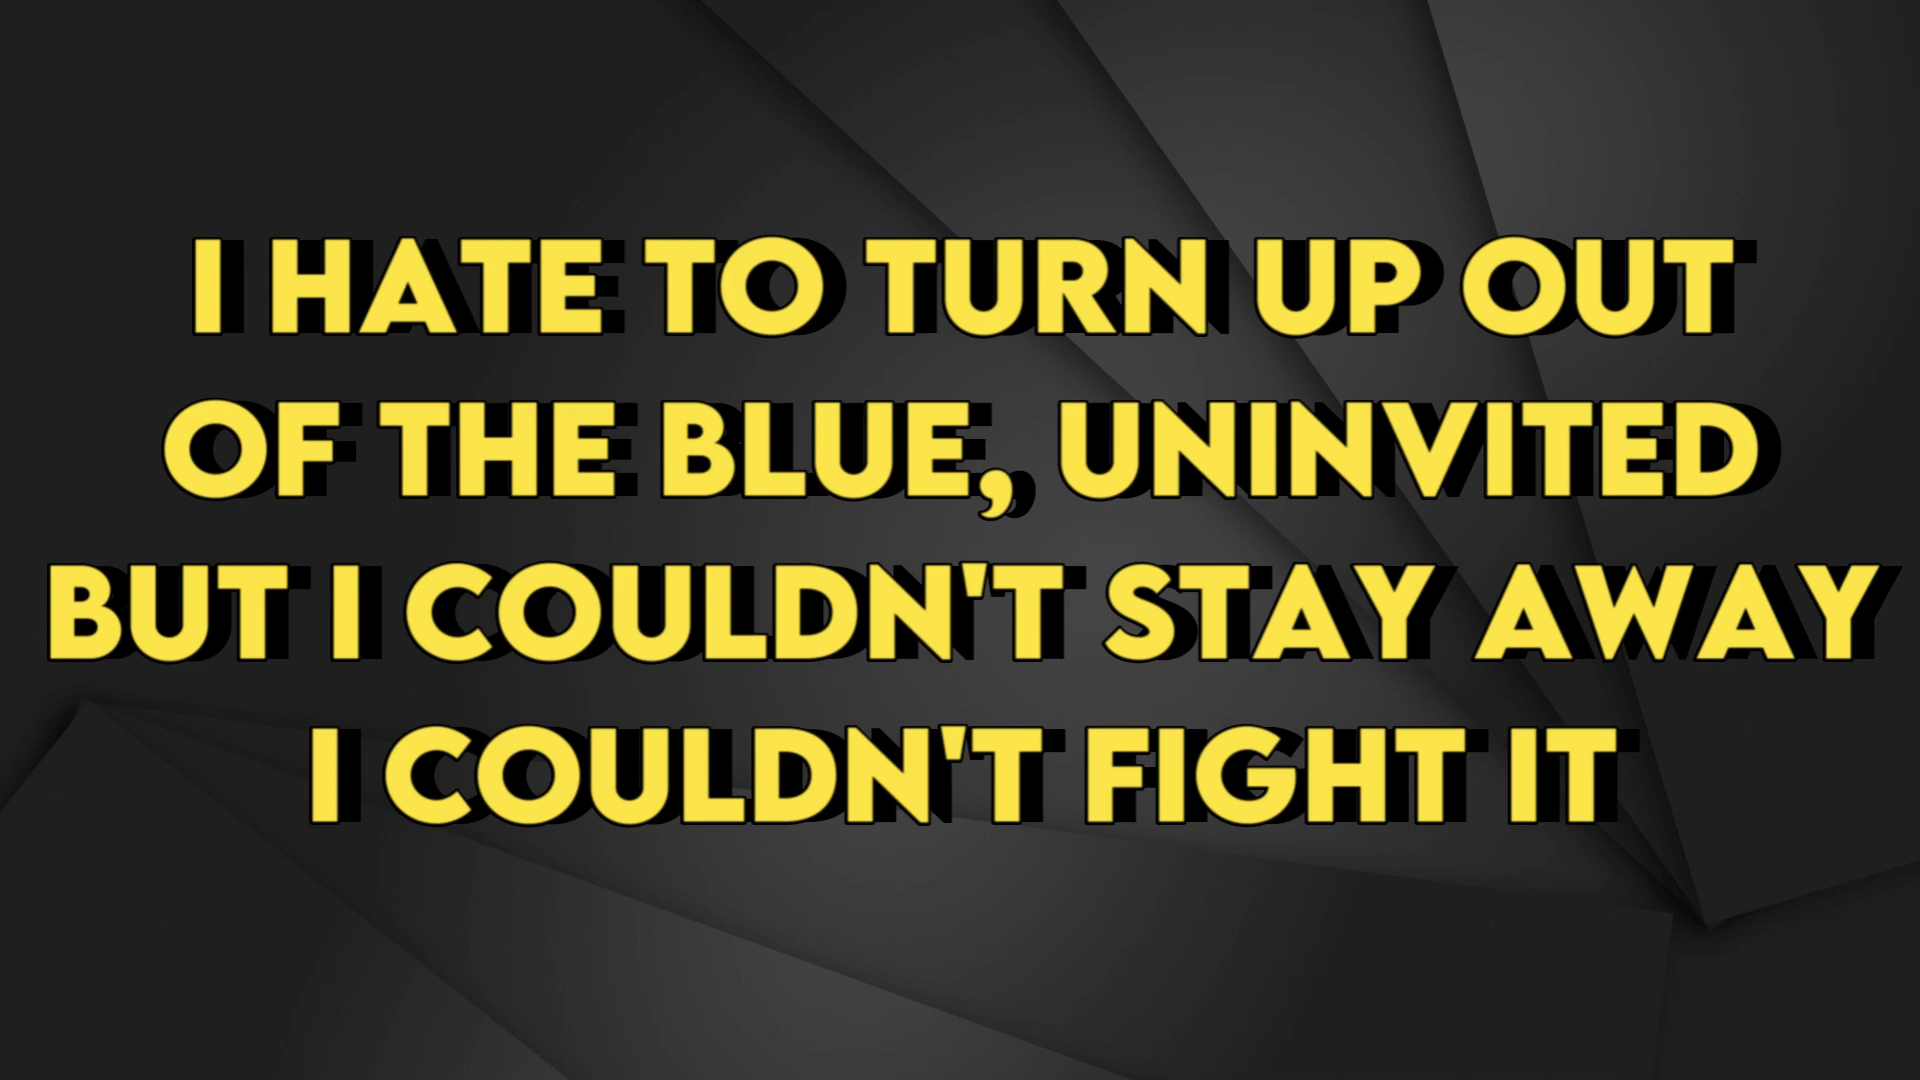 I HATE TO TURN UP OUT
OF THE BLUE, UNINVITED
BUT I COULDN'T STAY AWAY
I COULDN'T FIGHT IT